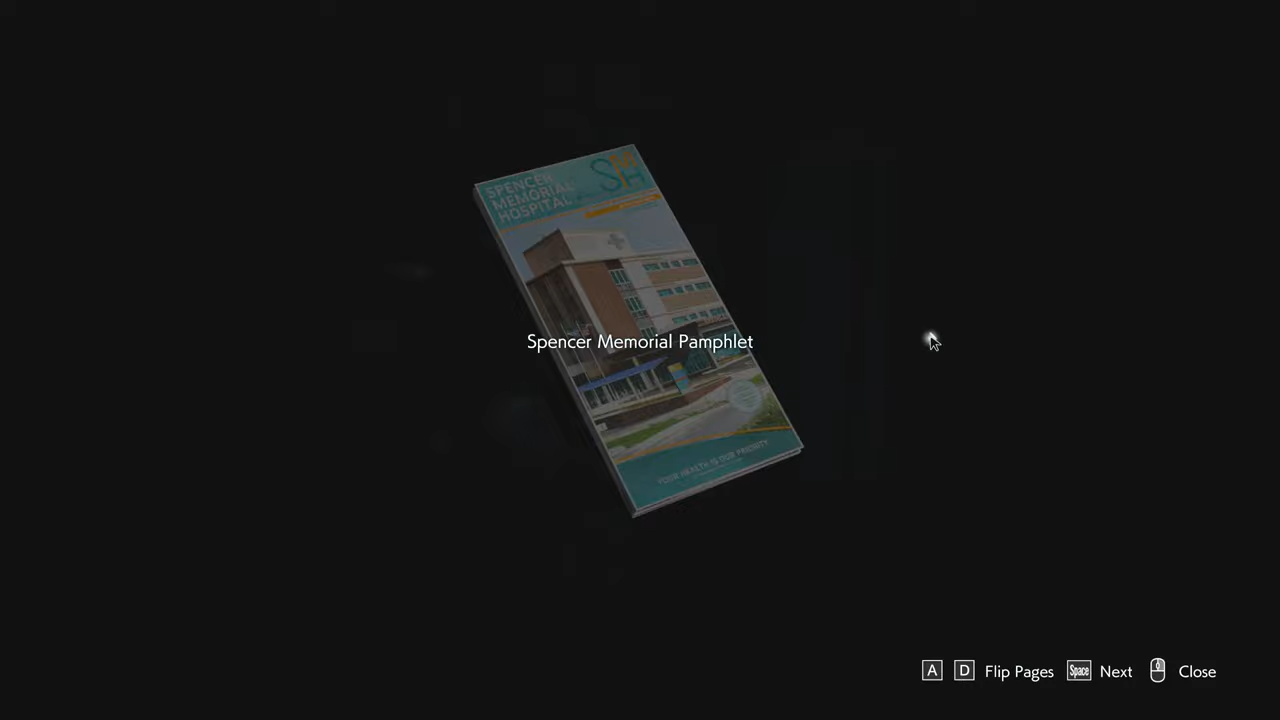 SPENCER
MEMORIAL
HOSPITAL
SMH
Spencer Memorial Pamphlet
YOUR HEALTH IS OUR PRIORITY
A D Flip Pages Space Next Close